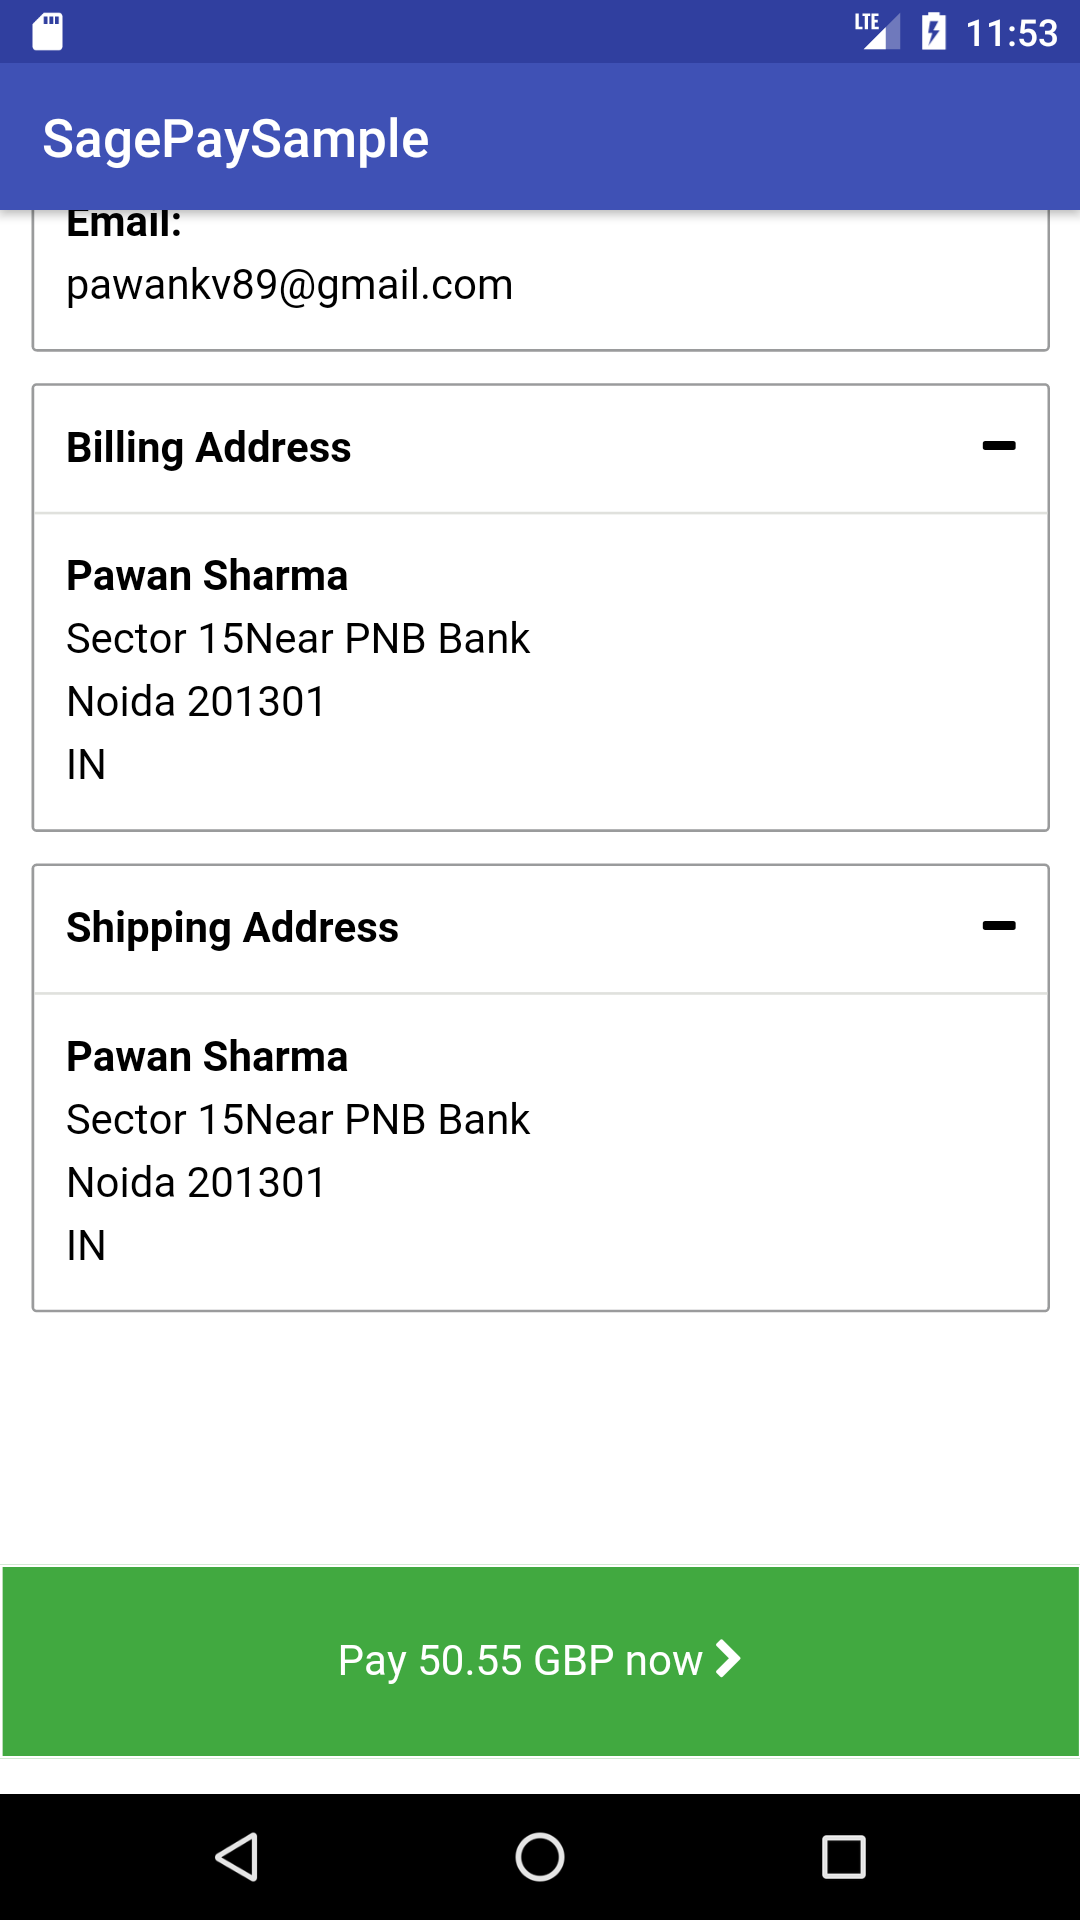 LTE 11:53
SagePaySample
Email:
pawankv89@gmail.com
Billing Address
Pawan Sharma
Sector 15Near PNB Bank
Noida 201301
IN
Shipping Address
Pawan Sharma
Sector 15Near PNB Bank
Noida 201301
IN
Pay 50.55 GBP now